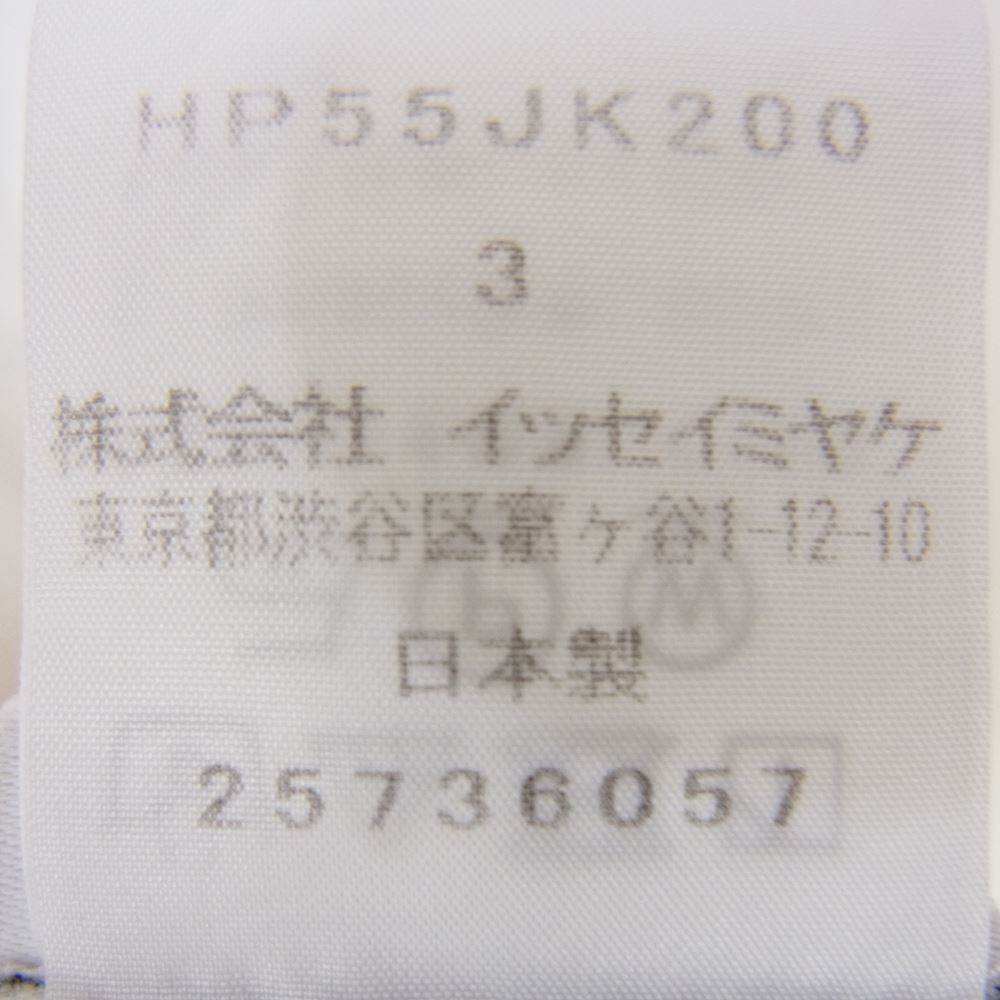 HP55JK200
3
株式会社　イッセイミヤケ
東京都渋谷区富ヶ谷1-12-10
日本製
25736057